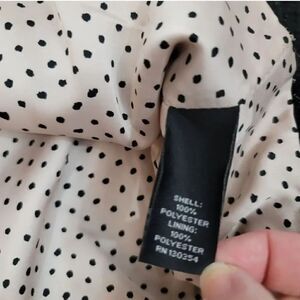 SHELL:
100%
POLYESTER
LINING:
100%
POLYESTER
RN 130354